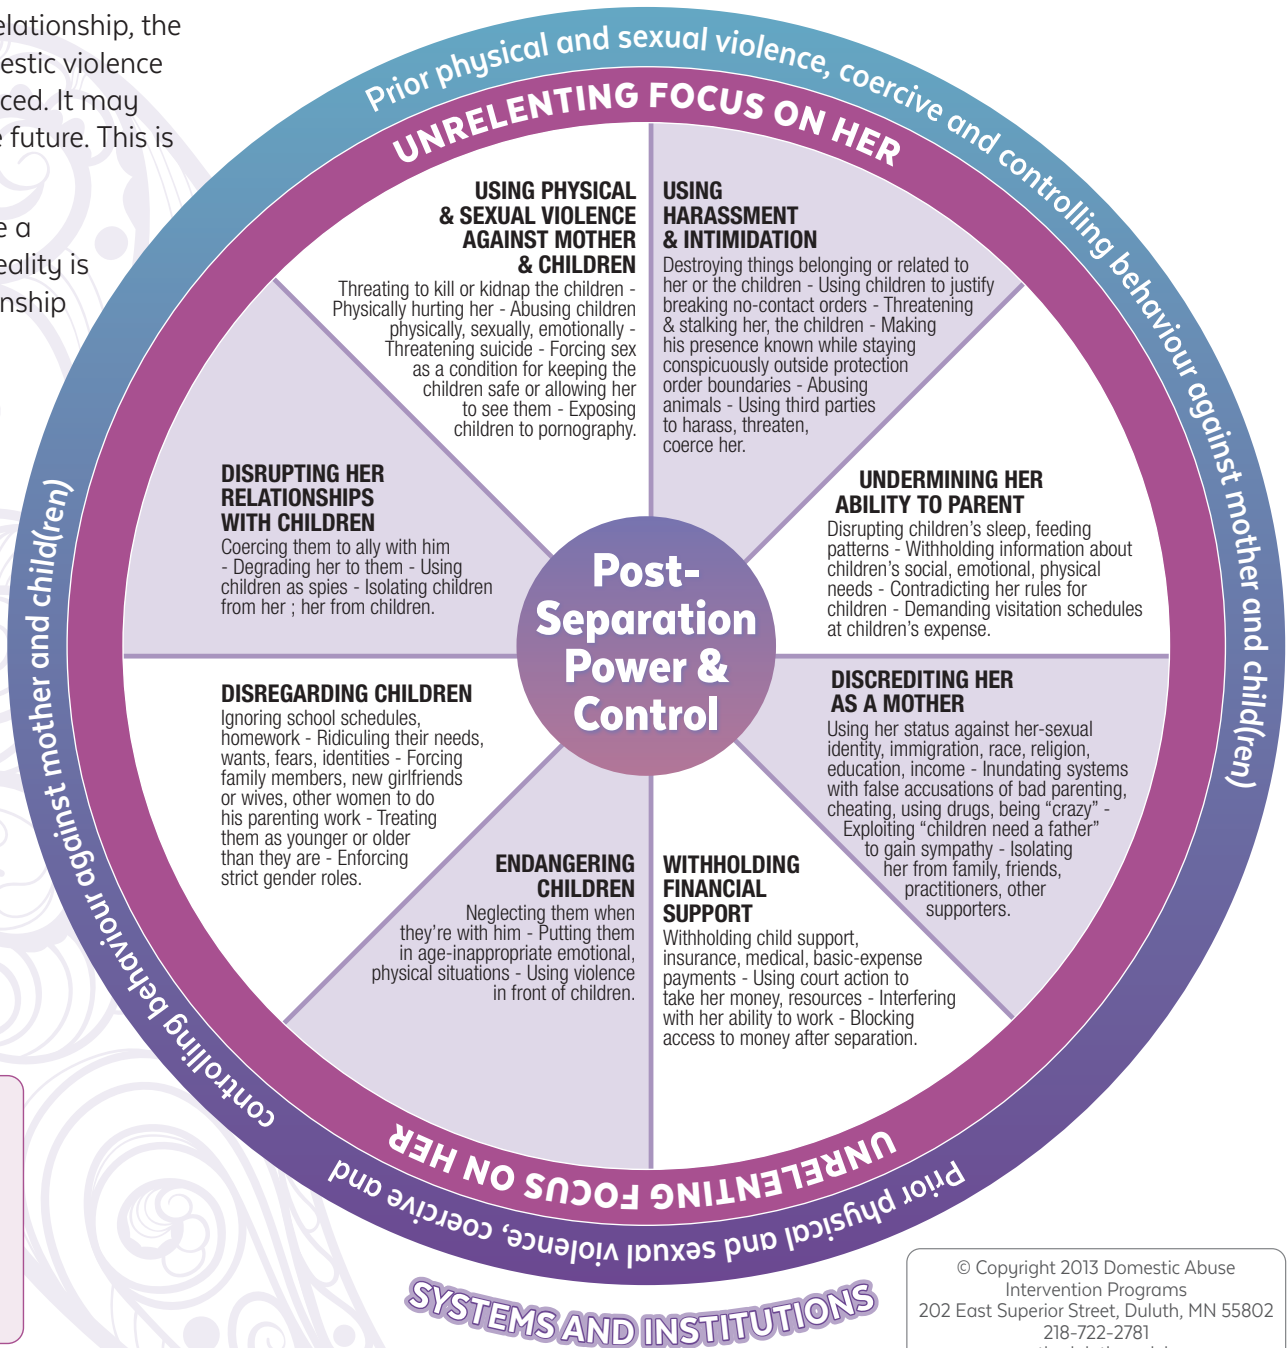 elationship, the
estic violence
ced. It may
e future. This is
e a
eality is
nship
Prior physical and sexual violence, coercive and controlling behaviour against mother and child(ren)
UNRELENTING FOCUS ON HER
USING PHYSICAL
& SEXUAL VIOLENCE
AGAINST MOTHER
& CHILDREN
Threating to kill or kidnap the children -
Physically hurting her - Abusing children
physically, sexually, emotionally -
Threatening suicide - Forcing sex
as a condition for keeping the
children safe or allowing her
to see them - Exposing
children to pornography.
USING
HARASSMENT
& INTIMIDATION
Destroying things belonging or related to
her or the children - Using children to justify
breaking no-contact orders - Threatening
& stalking her, the children - Making
his presence known while staying
conspicuously outside protection
order boundaries - Abusing
animals - Using third parties
to harass, threaten,
coerce her.
UNDERMINING HER
ABILITY TO PARENT
Disrupting children’s sleep, feeding
patterns - Withholding information about
children’s social, emotional, physical
needs - Contradicting her rules for
children - Demanding visitation schedules
at children’s expense.
DISCREDITING HER
AS A MOTHER
Using her status against her-sexual
identity, immigration, race, religion,
education, income - Inundating systems
with false accusations of bad parenting,
cheating, using drugs, being “crazy” -
Exploiting “children need a father”
to gain sympathy - Isolating
her from family, friends,
practitioners, other
supporters.
WITHHOLDING
FINANCIAL
SUPPORT
Withholding child support,
insurance, medical, basic-expense
payments - Using court action to
take her money, resources - Interfering
with her ability to work - Blocking
access to money after separation.
ENDANGERING
CHILDREN
Neglecting them when
they’re with him - Putting them
in age-inappropriate emotional,
physical situations - Using violence
in front of children.
DISREGARDING CHILDREN
Ignoring school schedules,
homework - Ridiculing their needs,
wants, fears, identities - Forcing
family members, new girlfriends
or wives, other women to do
his parenting work - Treating
them as younger or older
than they are - Enforcing
strict gender roles.
DISRUPTING HER
RELATIONSHIPS
WITH CHILDREN
Coercing them to ally with him
- Degrading her to them - Using
children as spies - Isolating children
from her ; her from children.
Post-
Separation
Power &
Control
UNRELENTING FOCUS ON HER
Prior physical and sexual violence, coercive and controlling behaviour against mother and child(ren)
SYSTEMS AND INSTITUTIONS
© Copyright 2013 Domestic Abuse
Intervention Programs
202 East Superior Street, Duluth, MN 55802
218-722-2781